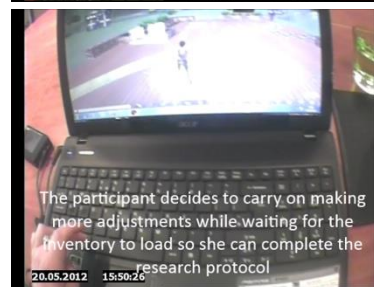 acer
The participant decides to carry on making
more adjustments while waiting for the
inventory to load so she can complete the
research protocol
20.05.2012 15:50:26